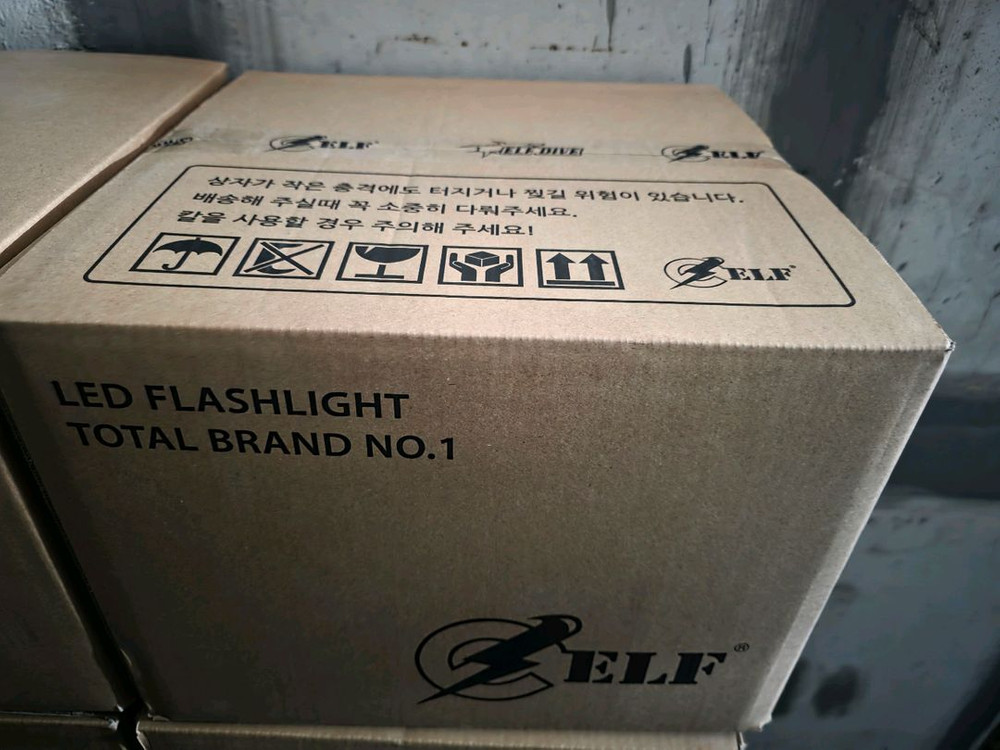 ELF
ELF DIVE
ELF
상자가 작은 충격에도 터지거나 찢길 위험이 있습니다.
배송해 주실때 꼭 소중히 다뤄주세요.
칼을 사용할 경우 주의해 주세요!
ELF
LED FLASHLIGHT
TOTAL BRAND NO.1
ELF®